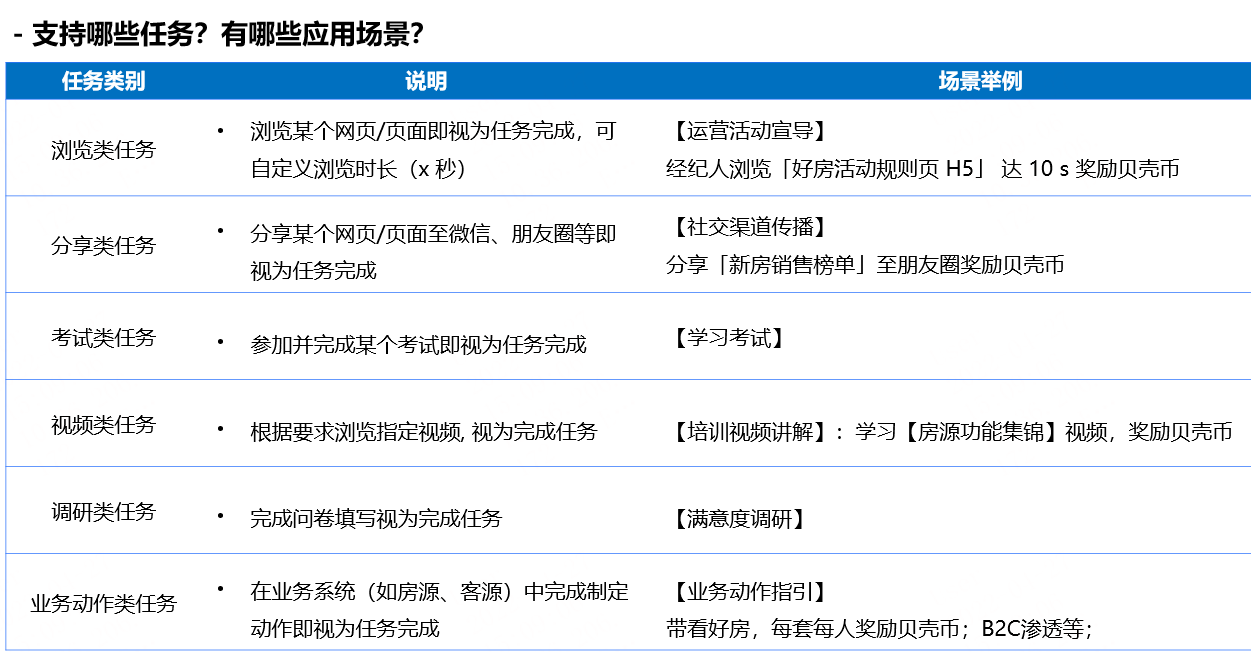 - 支持哪些任务？有哪些应用场景？
任务类别 说明 场景举例
浏览类任务
• 浏览某个网页/页面即视为任务完成，可
自定义浏览时长（x 秒）
【运营活动宣导】
经纪人浏览「好房活动规则页 H5」 达 10 s 奖励贝壳币
分享类任务
• 分享某个网页/页面至微信、朋友圈等即
视为任务完成
【社交渠道传播】
分享「新房销售榜单」至朋友圈奖励贝壳币
考试类任务
• 参加并完成某个考试即视为任务完成
【学习考试】
视频类任务
• 根据要求浏览指定视频, 视为完成任务
【培训视频讲解】：学习【房源功能集锦】视频，奖励贝壳币
调研类任务
• 完成问卷填写视为完成任务
【满意度调研】
业务动作类任务
• 在业务系统（如房源、客源）中完成制定
动作即视为任务完成
【业务动作指引】
带看好房，每套每人奖励贝壳币；B2C渗透等；